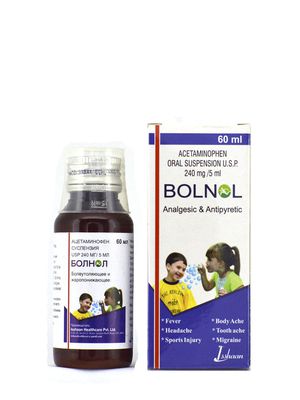 АЦЕТАМИНОФЕН
СУСПЕНЗИЯ
USP 240 МГ/ 5 МЛ
60 мл
БОЛНОЛ
Болеутоляющее и
жаропонижающее
60 ml
ACETAMINOPHEN
ORAL SUSPENSION U.S.P.
240 mg /5 ml
BOLNOL
Analgesic & Antipyretic
* Fever
* Headache
* Sports Injury
* Body Ache
* Tooth ache
* Migraine
Isshaan